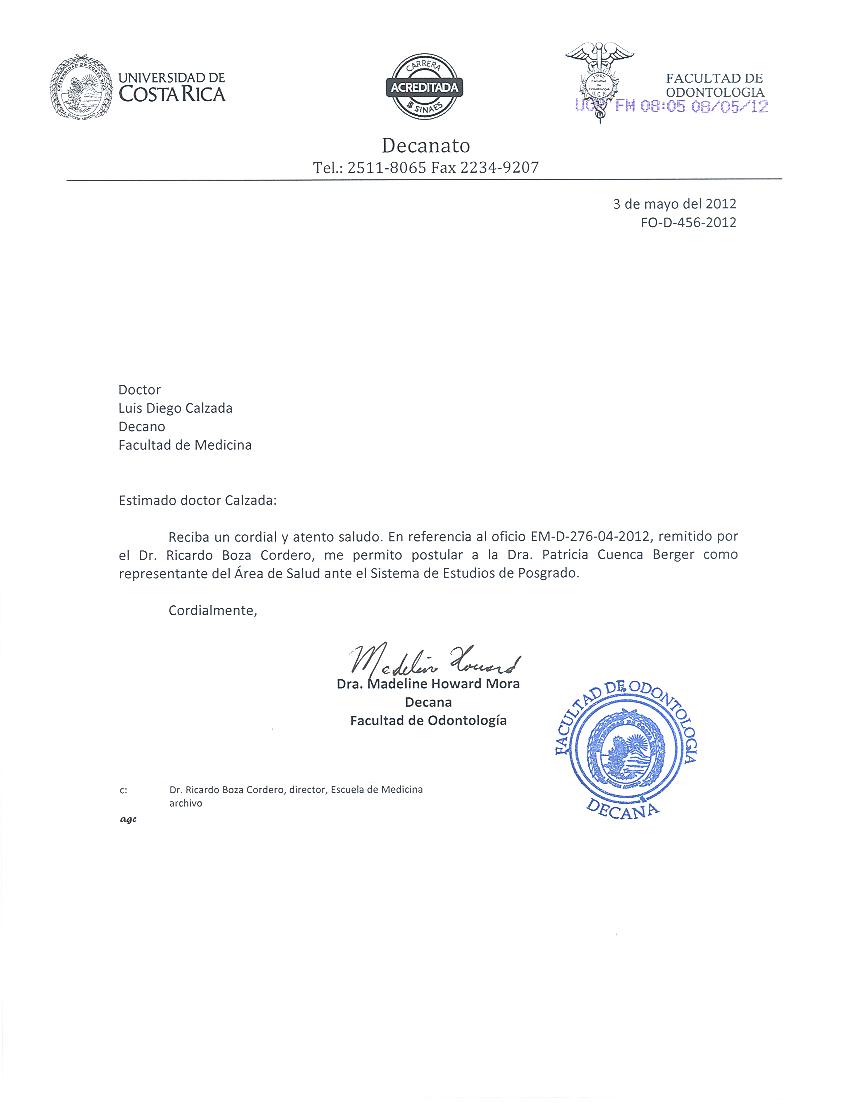 UNIVERSIDAD DE
COSTA RICA
CARRERA
ACREDITADA
SINAES
FACULTAD DE
ODONTOLOGIA
UCR FM 08:05 08/05/'12
Decanato
Tel.: 2511-8065 Fax 2234-9207
3 de mayo del 2012
FO-D-456-2012
Doctor
Luis Diego Calzada
Decano
Facultad de Medicina
Estimado doctor Calzada:
Reciba un cordial y atento saludo. En referencia al oficio EM-D-276-04-2012, remitido por
el Dr. Ricardo Boza Cordero, me permito postular a la Dra. Patricia Cuenca Berger como
representante del Área de Salud ante el Sistema de Estudios de Posgrado.
Cordialmente,
Madeline Howard
Dra. Madeline Howard Mora
Decana
Facultad de Odontología
FACULTAD DE ODONTOLOGIA
DECANA
c: Dr. Ricardo Boza Cordero, director, Escuela de Medicina
archivo
agc